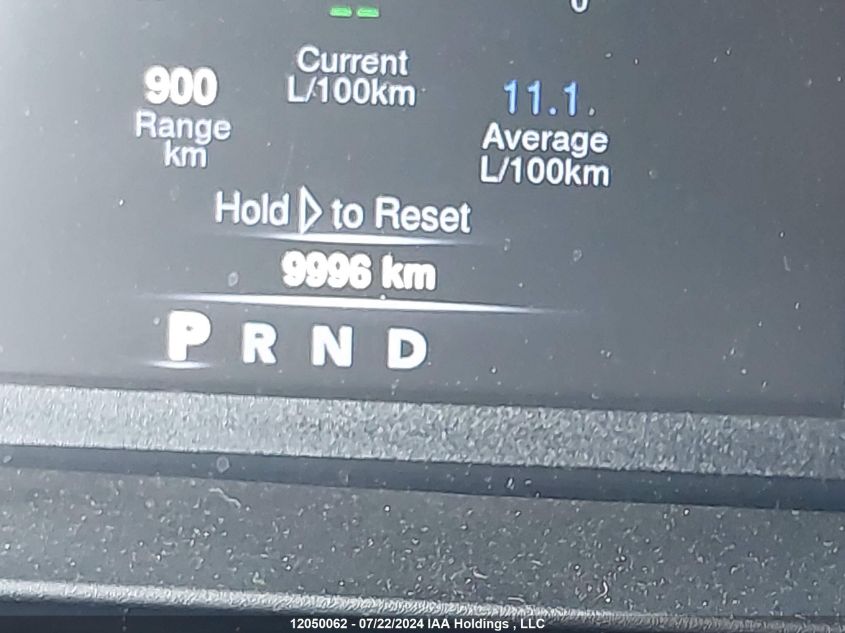 0
--
Current
L/100km
900
Range
km
11.1
Average
L/100km
Hold ▷ to Reset
9996 km
P R N D
12050062 - 07/22/2024 IAA Holdings , LLC